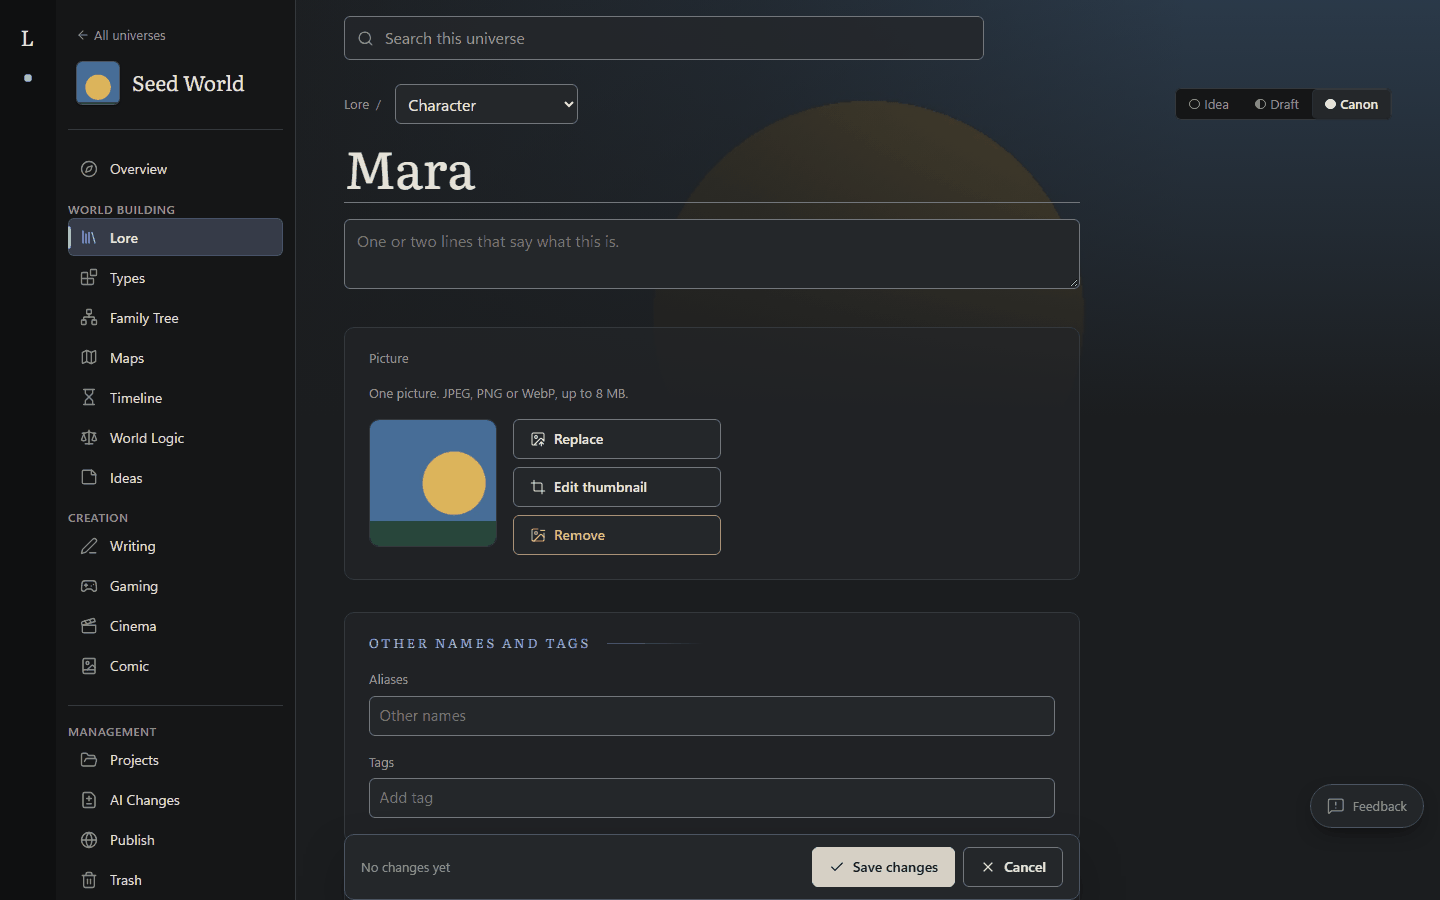 L
All universes
Seed World
Overview
WORLD BUILDING
Lore
Types
Family Tree
Maps
Timeline
World Logic
Ideas
CREATION
Writing
Gaming
Cinema
Comic
MANAGEMENT
Projects
AI Changes
Publish
Trash
Search this universe
Lore / Character
Idea Draft Canon
Mara
One or two lines that say what this is.
Picture
One picture. JPEG, PNG or WebP, up to 8 MB.
Replace
Edit thumbnail
Remove
OTHER NAMES AND TAGS
Aliases
Other names
Tags
Add tag
No changes yet Save changes Cancel
Feedback